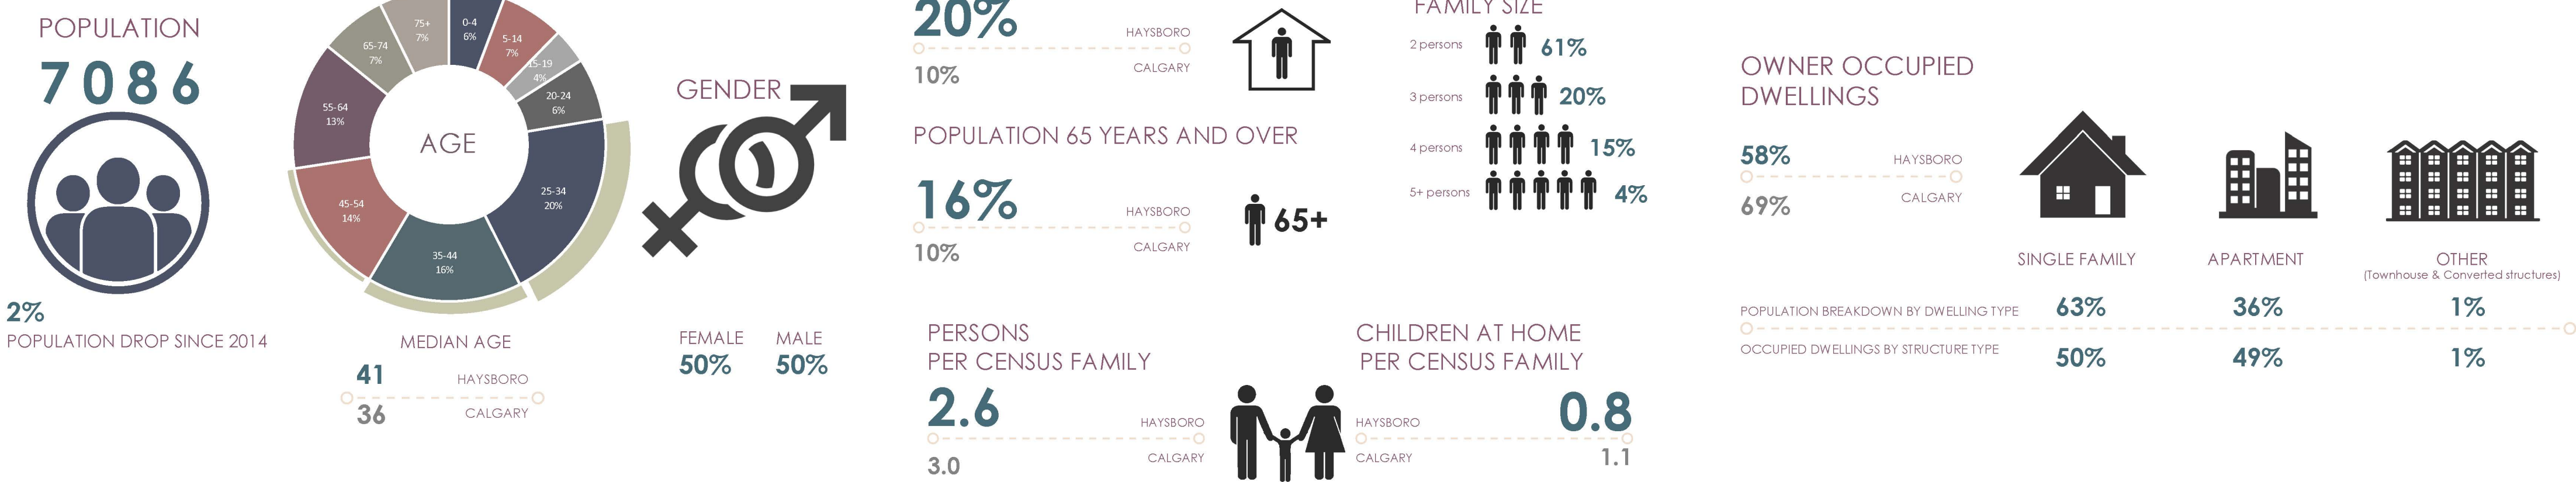 POPULATION
7086
2%
POPULATION DROP SINCE 2014
75+
7%
0-4
6%
5-14
7%
15-19
4%
20-24
6%
25-34
20%
35-44
16%
45-54
14%
55-64
13%
65-74
7%
AGE
MEDIAN AGE
41
HAYSBORO
36
CALGARY
GENDER
FEMALE
MALE
50%
50%
20%
HAYSBORO
10%
CALGARY
POPULATION 65 YEARS AND OVER
16%
HAYSBORO
10%
CALGARY
65+
FAMILY SIZE
2 persons
61%
3 persons
20%
4 persons
15%
5+ persons
4%
PERSONS
PER CENSUS FAMILY
2.6
HAYSBORO
3.0
CALGARY
CHILDREN AT HOME
PER CENSUS FAMILY
HAYSBORO
0.8
CALGARY
1.1
OWNER OCCUPIED
DWELLINGS
58%
HAYSBORO
69%
CALGARY
SINGLE FAMILY
APARTMENT
OTHER
(Townhouse & Converted structures)
POPULATION BREAKDOWN BY DWELLING TYPE
63%
36%
1%
OCCUPIED DWELLINGS BY STRUCTURE TYPE
50%
49%
1%